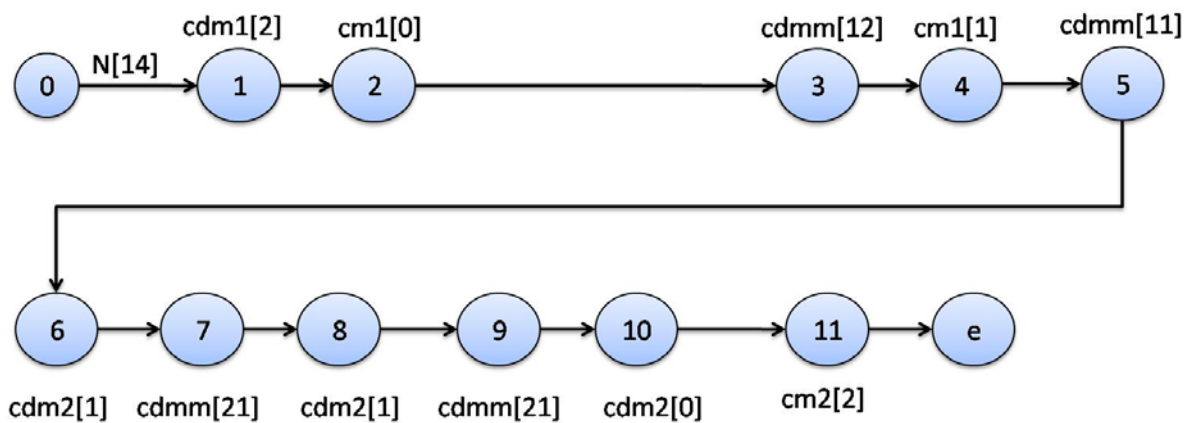 cdm1[2] cm1[0] cdmm[12] cm1[1] cdmm[11]
0 N[14] 1 2 3 4 5
6 7 8 9 10 11 e
cdm2[1] cdmm[21] cdm2[1] cdmm[21] cdm2[0] cm2[2]